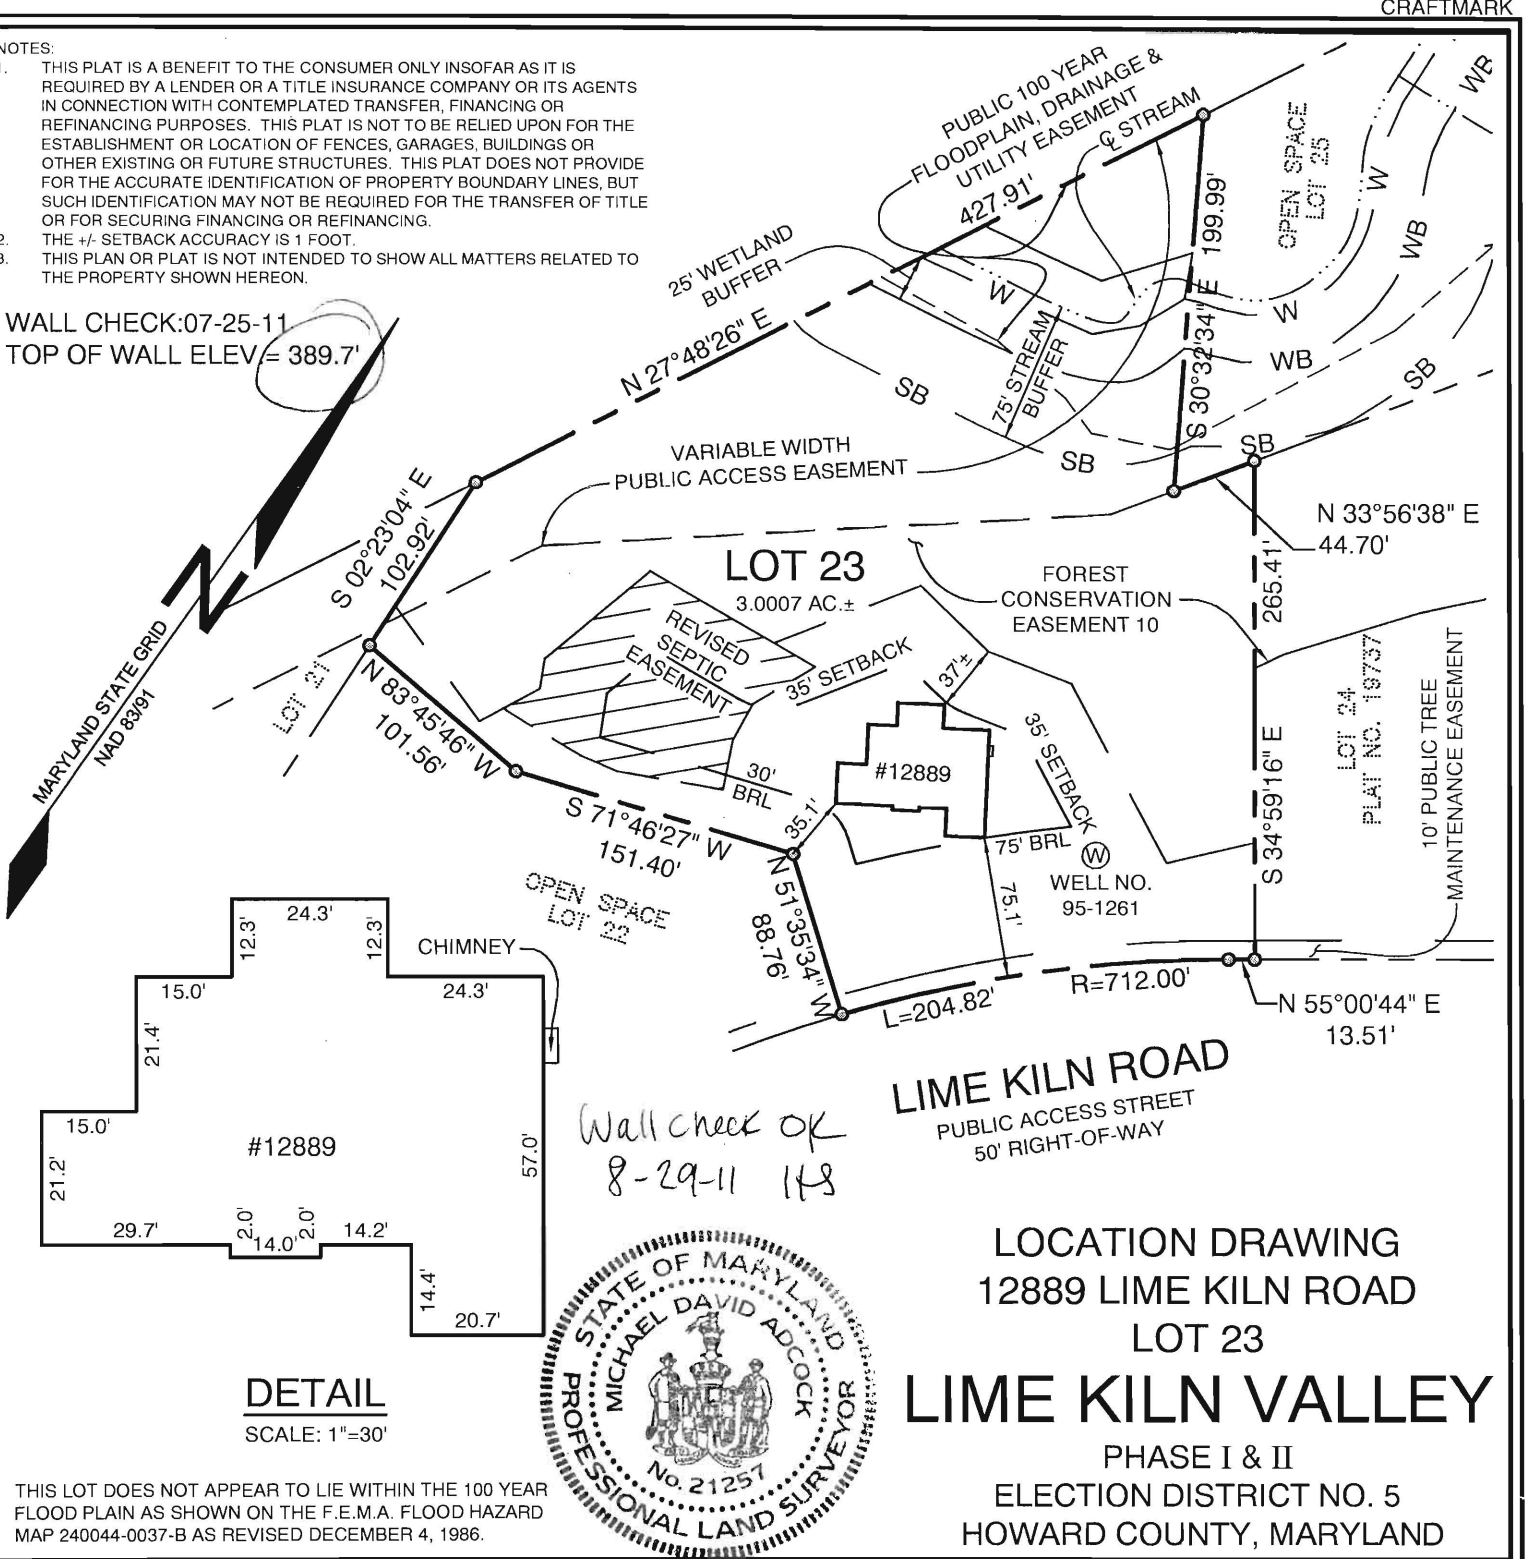 CRAFTMARK
NOTES:
1. THIS PLAT IS A BENEFIT TO THE CONSUMER ONLY INSOFAR AS IT IS
REQUIRED BY A LENDER OR A TITLE INSURANCE COMPANY OR ITS AGENTS
IN CONNECTION WITH CONTEMPLATED TRANSFER, FINANCING OR
REFINANCING PURPOSES. THIS PLAT IS NOT TO BE RELIED UPON FOR THE
ESTABLISHMENT OR LOCATION OF FENCES, GARAGES, BUILDINGS OR
OTHER EXISTING OR FUTURE STRUCTURES. THIS PLAT DOES NOT PROVIDE
FOR THE ACCURATE IDENTIFICATION OF PROPERTY BOUNDARY LINES, BUT
SUCH IDENTIFICATION MAY NOT BE REQUIRED FOR THE TRANSFER OF TITLE
OR FOR SECURING FINANCING OR REFINANCING.
2. THE +/- SETBACK ACCURACY IS 1 FOOT.
3. THIS PLAN OR PLAT IS NOT INTENDED TO SHOW ALL MATTERS RELATED TO
THE PROPERTY SHOWN HEREON.
WALL CHECK:07-25-11
TOP OF WALL ELEV.= 389.7'
PUBLIC 100 YEAR
FLOODPLAIN, DRAINAGE &
UTILITY EASEMENT
℄ STREAM
427.91'
N 27°48'26" E
25' WETLAND
BUFFER
S 30°32'34" E 199.99'
OPEN SPACE
LOT 25
WB
W
WB
W
W
WB
SB
SB
SB
SB
75' STREAM
BUFFER
VARIABLE WIDTH
PUBLIC ACCESS EASEMENT
S 02°23'04" E
102.92'
N 33°56'38" E
44.70'
LOT 23
3.0007 AC.±
FOREST
CONSERVATION
EASEMENT 10
265.41'
S 34°59'16" E
LOT 24
PLAT NO. 19737
10' PUBLIC TREE
MAINTENANCE EASEMENT
MARYLAND STATE GRID
NAD 83/91
N
LOT 21
N 83°45'46" W
101.56'
REVISED
SEPTIC
EASEMENT
35' SETBACK
37'±
35' SETBACK
#12889
30'
BRL
35.1'
75' BRL
75.1'
W
WELL NO.
95-1261
S 71°46'27" W
151.40'
OPEN SPACE
LOT 22
N 51°35'34" W
88.76'
L=204.82'
R=712.00'
N 55°00'44" E
13.51'
LIME KILN ROAD
PUBLIC ACCESS STREET
50' RIGHT-OF-WAY
24.3'
12.3'
12.3'
CHIMNEY
15.0'
24.3'
21.4'
15.0'
#12889
57.0'
21.2'
29.7'
2.0'
14.0'
2.0'
14.2'
14.4'
20.7'
DETAIL
SCALE: 1"=30'
Wall check OK
8-29-11
STATE OF MARYLAND
MICHAEL DAVID ADCOCK
No. 21257
PROFESSIONAL LAND SURVEYOR
LOCATION DRAWING
12889 LIME KILN ROAD
LOT 23
LIME KILN VALLEY
PHASE I & II
ELECTION DISTRICT NO. 5
HOWARD COUNTY, MARYLAND
THIS LOT DOES NOT APPEAR TO LIE WITHIN THE 100 YEAR
FLOOD PLAIN AS SHOWN ON THE F.E.M.A. FLOOD HAZARD
MAP 240044-0037-B AS REVISED DECEMBER 4, 1986.